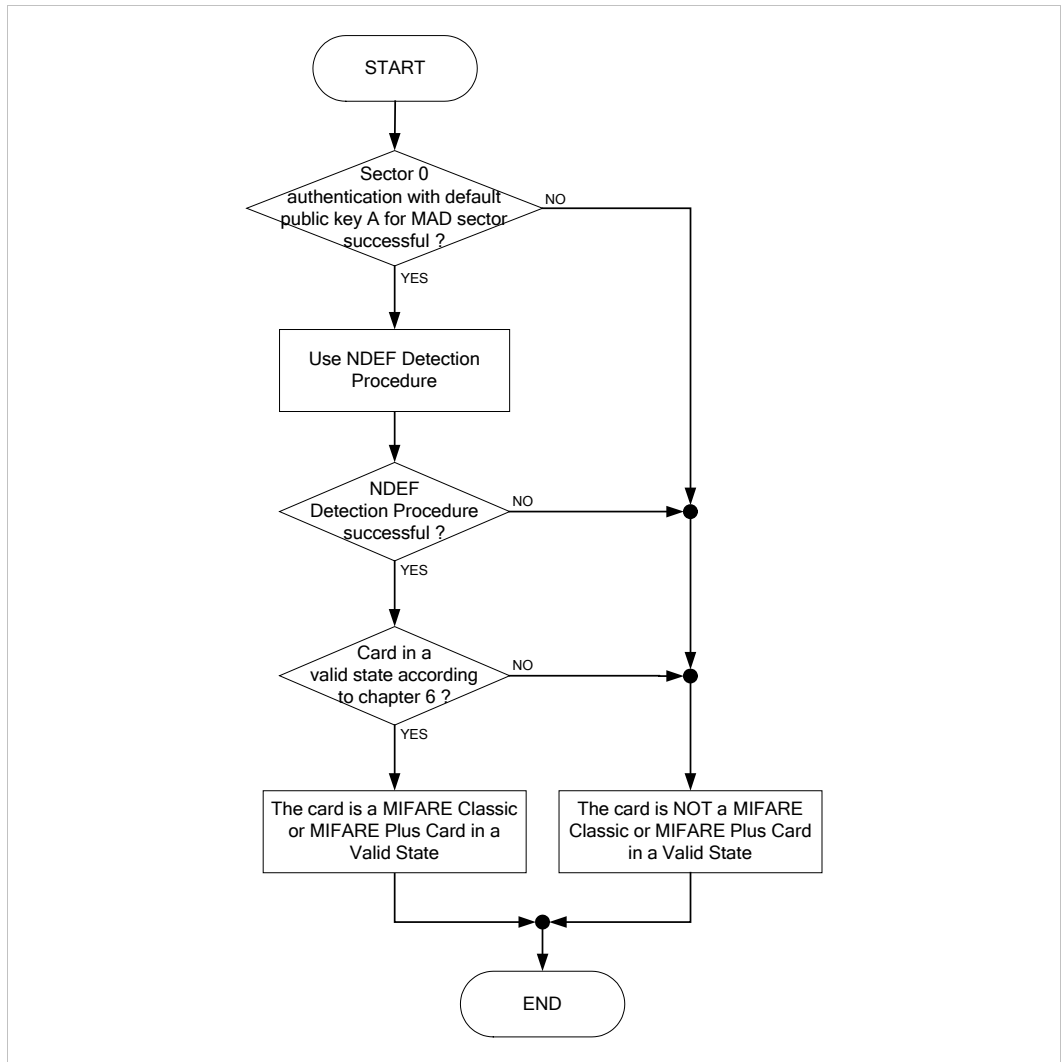 START
Sector 0
authentication with default
public key A for MAD sector
successful ?
NO
YES
Use NDEF Detection
Procedure
NDEF
Detection Procedure
successful ?
NO
YES
Card in a
valid state according
to chapter 6 ?
NO
YES
The card is a MIFARE Classic
or MIFARE Plus Card in a
Valid State
The card is NOT a MIFARE
Classic or MIFARE Plus Card
in a Valid State
END